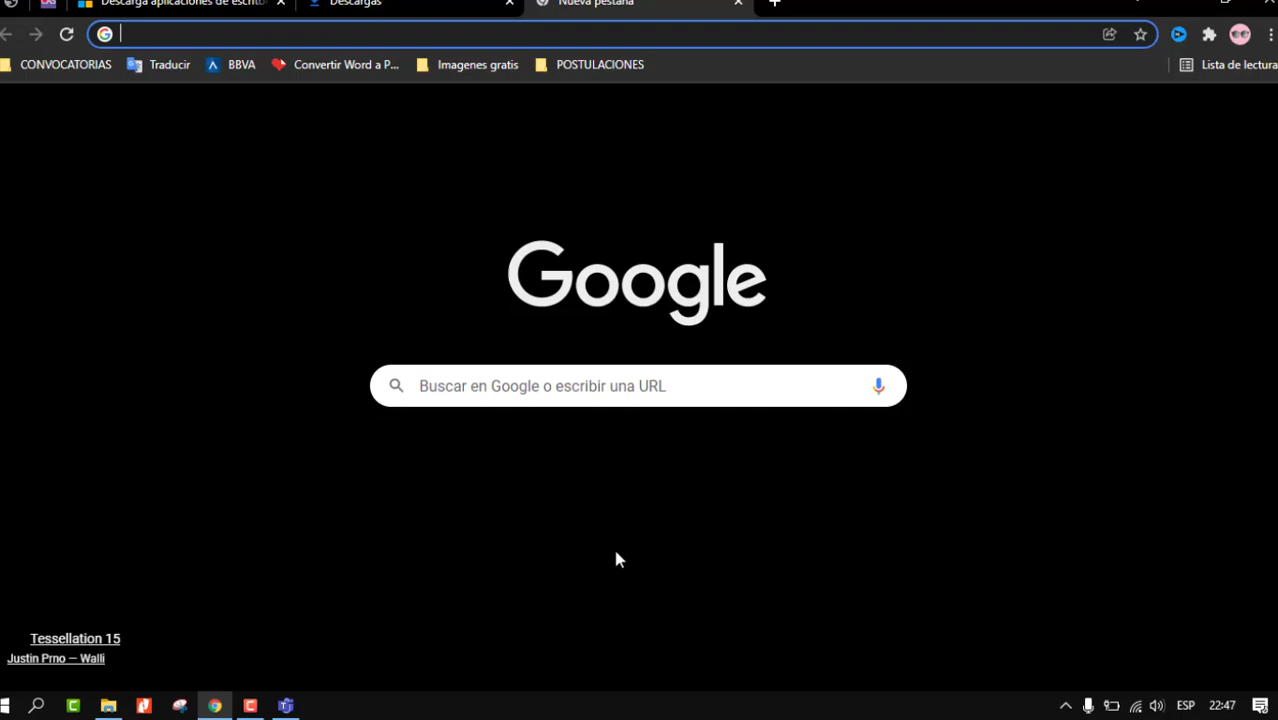 Descarga aplicaciones de escrito
Descargas
Nueva pestaña
CONVOCATORIAS
Traducir
BBVA
Convertir Word a P...
Imagenes gratis
POSTULACIONES
Lista de lectura
Google
Buscar en Google o escribir una URL
Tessellation 15
Justin Prno — Walli
ESP
22:47